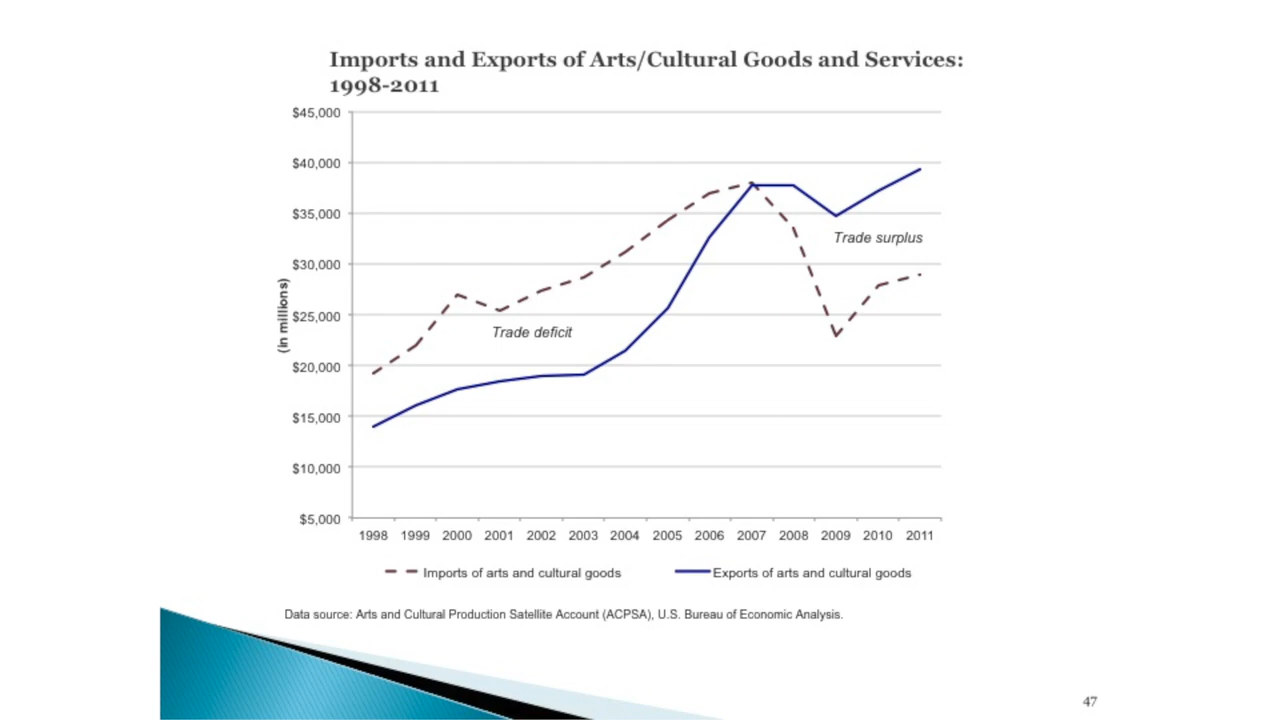 Imports and Exports of Arts/Cultural Goods and Services:
1998-2011
$45,000
$40,000
$35,000
$30,000
$25,000
$20,000
$15,000
$10,000
$5,000
(in millions)
Trade surplus
Trade deficit
1998 1999 2000 2001 2002 2003 2004 2005 2006 2007 2008 2009 2010 2011
Imports of arts and cultural goods Exports of arts and cultural goods
Data source: Arts and Cultural Production Satellite Account (ACPSA), U.S. Bureau of Economic Analysis.
47